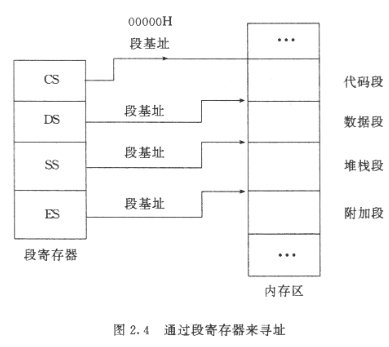 00000H
段基址
···
CS
代码段
DS
段基址
数据段
SS
段基址
堆栈段
ES
段基址
附加段
···
段寄存器
内存区
图 2.4 通过段寄存器来寻址